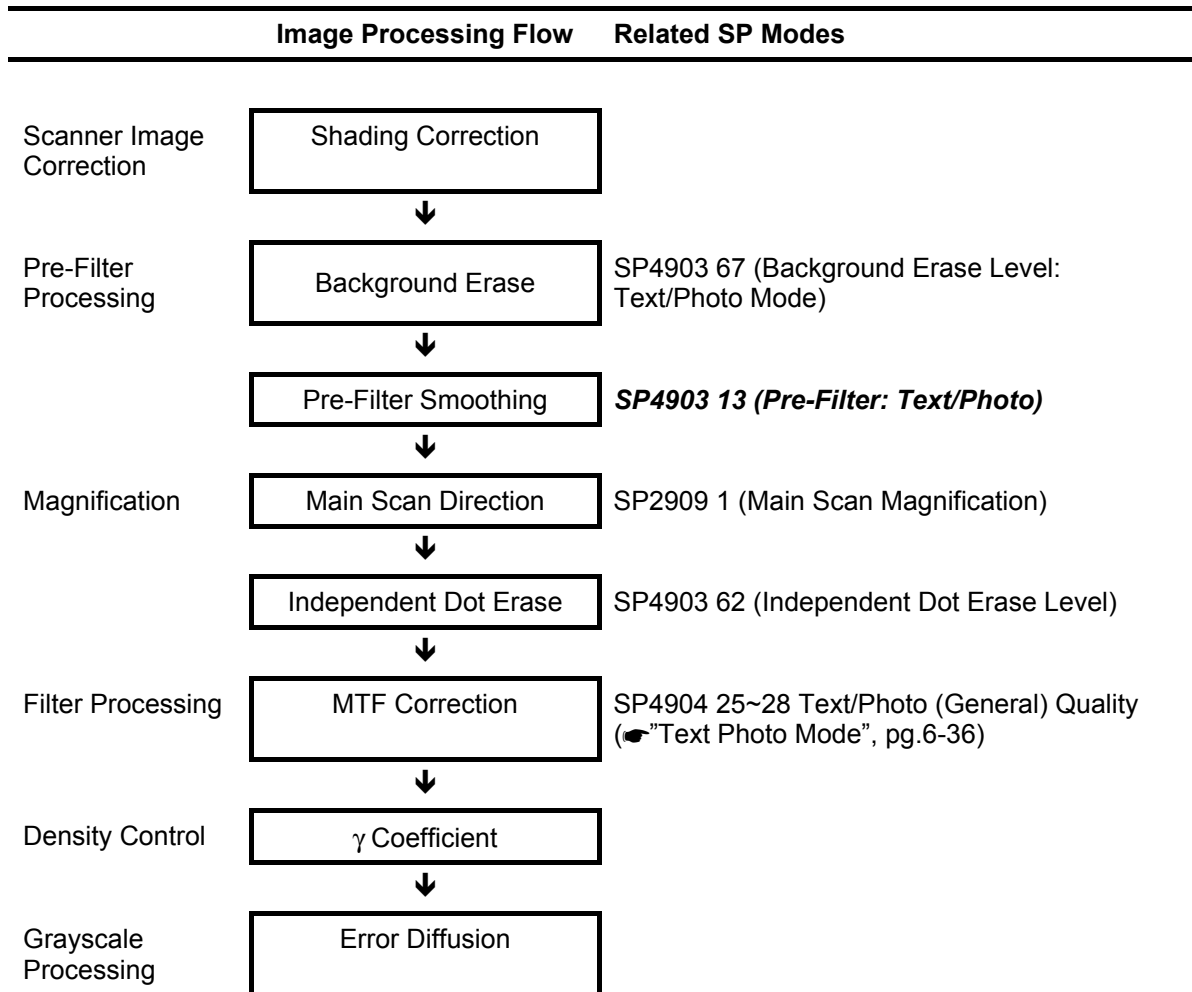 Image Processing Flow Related SP Modes
Scanner Image
Correction
Shading Correction
Pre-Filter
Processing
Background Erase
SP4903 67 (Background Erase Level:
Text/Photo Mode)
Pre-Filter Smoothing
SP4903 13 (Pre-Filter: Text/Photo)
Magnification
Main Scan Direction
SP2909 1 (Main Scan Magnification)
Independent Dot Erase
SP4903 62 (Independent Dot Erase Level)
Filter Processing
MTF Correction
SP4904 25~28 Text/Photo (General) Quality
(☛”Text Photo Mode”, pg.6-36)
Density Control
γ Coefficient
Grayscale
Processing
Error Diffusion